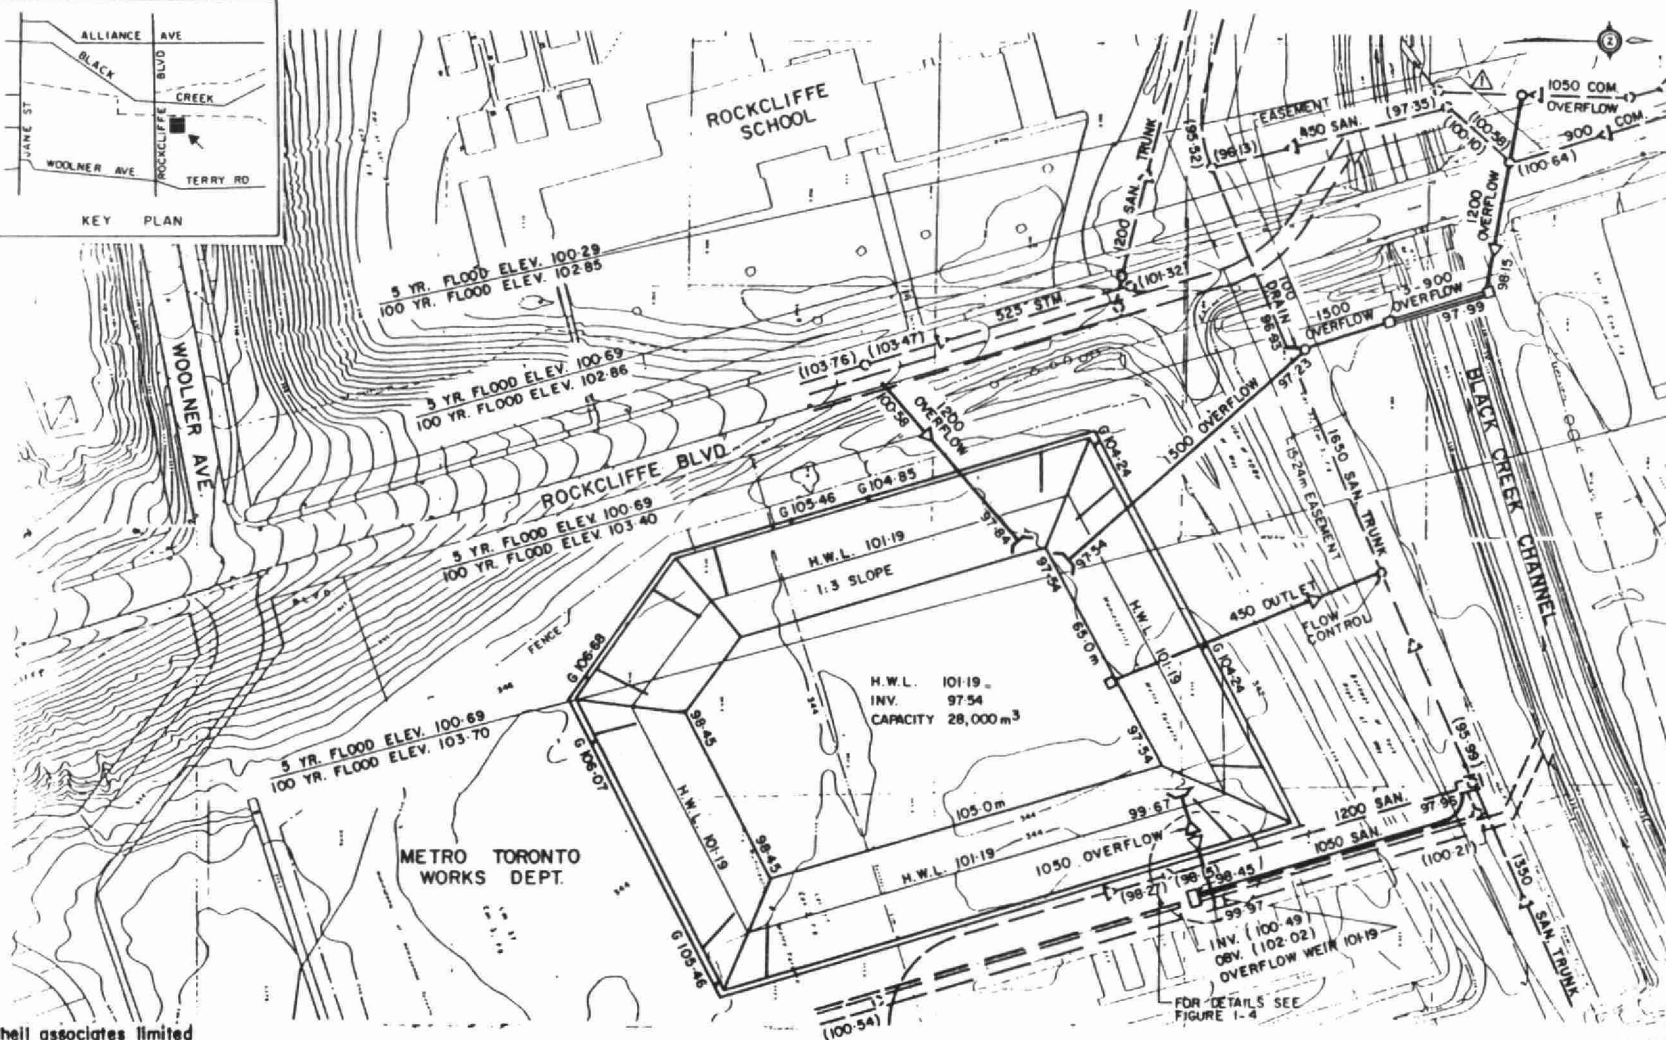 ALLIANCE AVE
BLACK
CREEK
BLVD
ROCKCLIFFE
JANE ST
WOOLNER AVE
TERRY RD
KEY PLAN
ROCKCLIFFE
SCHOOL
1200 SAN. TRUNK
(95·52)
EASEMENT
(96·13)
450 SAN.
(97·35)
1050 COM.
OVERFLOW
900 COM.
(100·58)
(100·10)
(100·64)
1200
OVERFLOW
98·15
3-900
OVERFLOW
97·99
1500
OVERFLOW
DRAIN
96·93
97·23
5 YR. FLOOD ELEV. 100·29
100 YR. FLOOD ELEV. 102·85
(101·32)
525 STM.
(103·76)
(103·47)
5 YR. FLOOD ELEV. 100·69
100 YR. FLOOD ELEV. 102·86
WOOLNER AVE.
ROCKCLIFFE BLVD
100·58
1200
OVERFLOW
1500 OVERFLOW
G 104·24
1650 SAN. TRUNK
15·24m EASEMENT
BLACK CREEK CHANNEL
5 YR. FLOOD ELEV. 100·69
100 YR. FLOOD ELEV. 103·40
G 105·46
G 104·85
H.W.L. 101·19
1:3 SLOPE
97·84
97·54
97·54
BLVD
FENCE
G 106·68
65·0 m
H.W.L. 101·19
450 OUTLET
FLOW
CONTROL
G 104·24
H.W.L. 101·19
INV. 97·54
CAPACITY 28,000 m³
98·45
97·54
5 YR. FLOOD ELEV. 100·69
100 YR. FLOOD ELEV. 103·70
G 106·07
H.W.L. 101·19
98·45
105·0 m
344
H.W.L. 101·19
1050 OVERFLOW
99·67
(95·99)
1200 SAN.
97·96
1050 SAN.
(100·21)
METRO TORONTO
WORKS DEPT.
344
G 105·46
98·45
99·97
INV. (100·49)
OBV. (102·02)
OVERFLOW WEIR 101·19
1350 SAN. TRUNK
FOR DETAILS SEE
FIGURE 1-4
(100·54)
associates limited